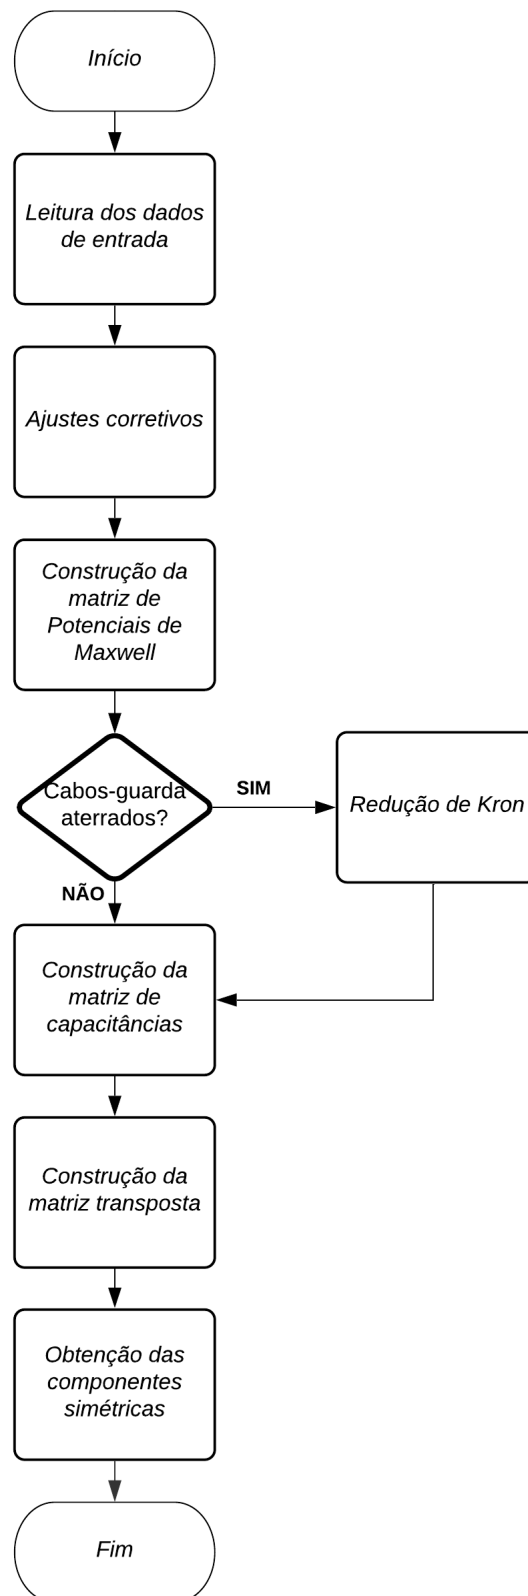 Início
Leitura dos dados
de entrada
Ajustes corretivos
Construção da
matriz de
Potenciais de
Maxwell
Cabos-guarda
aterrados?
SIM
Redução de Kron
NÃO
Construção da
matriz de
capacitâncias
Construção da
matriz transposta
Obtenção das
componentes
simétricas
Fim